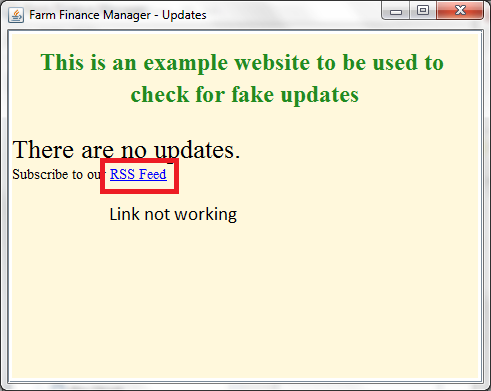 Farm Finance Manager - Updates
This is an example website to be used to
check for fake updates
There are no updates.
Subscribe to our RSS Feed
Link not working